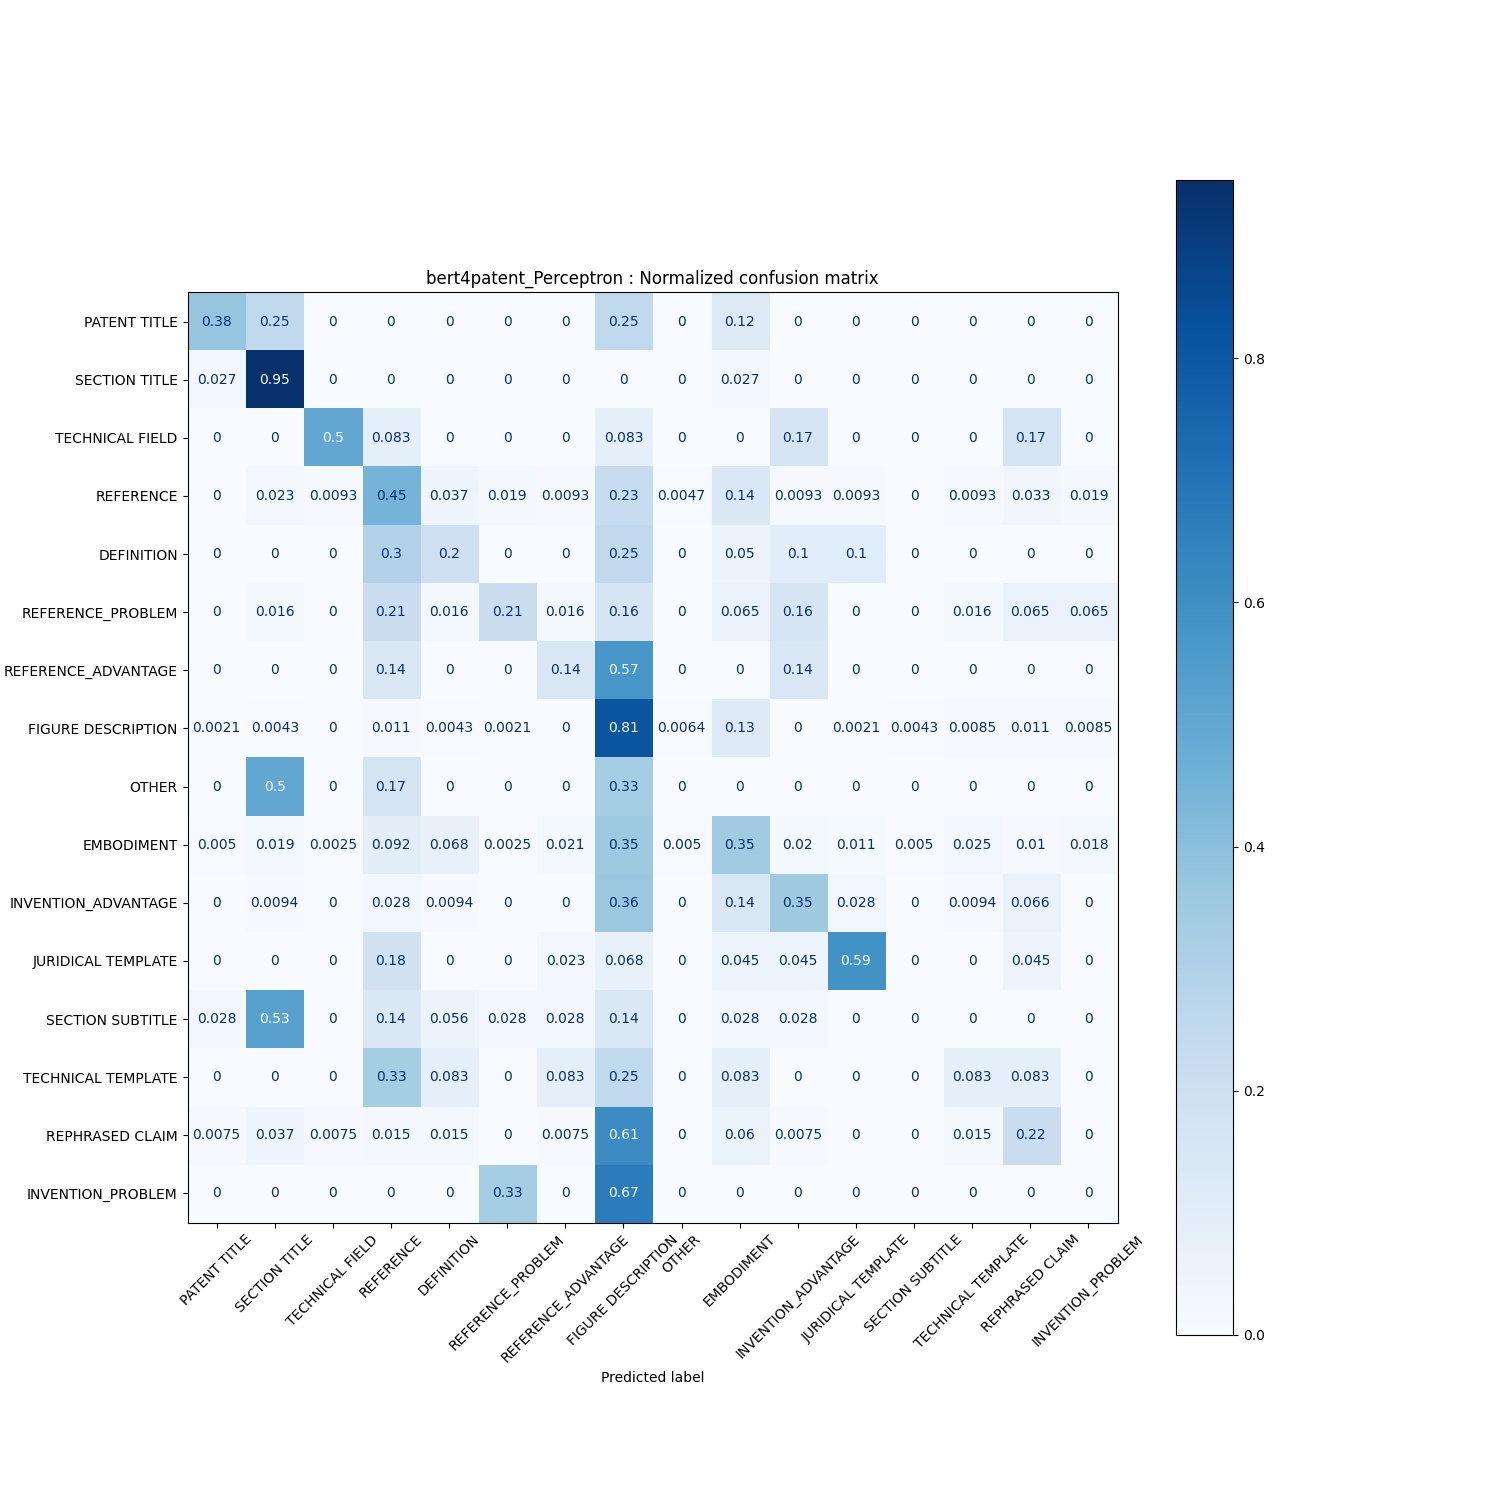 bert4patent_Perceptron : Normalized confusion matrix
PATENT TITLE 0.38 0.25 0 0 0 0 0 0.25 0 0.12 0 0 0 0 0 0
SECTION TITLE 0.027 0.95 0 0 0 0 0 0 0 0.027 0 0 0 0 0 0
TECHNICAL FIELD 0 0 0.5 0.083 0 0 0 0.083 0 0 0.17 0 0 0 0.17 0
REFERENCE 0 0.023 0.0093 0.45 0.037 0.019 0.0093 0.23 0.0047 0.14 0.0093 0.0093 0 0.0093 0.033 0.019
DEFINITION 0 0 0 0.3 0.2 0 0 0.25 0 0.05 0.1 0.1 0 0 0 0
REFERENCE_PROBLEM 0 0.016 0 0.21 0.016 0.21 0.016 0.16 0 0.065 0.16 0 0 0.016 0.065 0.065
REFERENCE_ADVANTAGE 0 0 0 0.14 0 0 0.14 0.57 0 0 0.14 0 0 0 0 0
FIGURE DESCRIPTION 0.0021 0.0043 0 0.011 0.0043 0.0021 0 0.81 0.0064 0.13 0 0.0021 0.0043 0.0085 0.011 0.0085
OTHER 0 0.5 0 0.17 0 0 0 0.33 0 0 0 0 0 0 0 0
EMBODIMENT 0.005 0.019 0.0025 0.092 0.068 0.0025 0.021 0.35 0.005 0.35 0.02 0.011 0.005 0.025 0.01 0.018
INVENTION_ADVANTAGE 0 0.0094 0 0.028 0.0094 0 0 0.36 0 0.14 0.35 0.028 0 0.0094 0.066 0
JURIDICAL TEMPLATE 0 0 0 0.18 0 0 0.023 0.068 0 0.045 0.045 0.59 0 0 0.045 0
SECTION SUBTITLE 0.028 0.53 0 0.14 0.056 0.028 0.028 0.14 0 0.028 0.028 0 0 0 0 0
TECHNICAL TEMPLATE 0 0 0 0.33 0.083 0 0.083 0.25 0 0.083 0 0 0 0.083 0.083 0
REPHRASED CLAIM 0.0075 0.037 0.0075 0.015 0.015 0 0.0075 0.61 0 0.06 0.0075 0 0 0.015 0.22 0
INVENTION_PROBLEM 0 0 0 0 0 0.33 0 0.67 0 0 0 0 0 0 0 0
PATENT TITLE
SECTION TITLE
TECHNICAL FIELD
REFERENCE
DEFINITION
REFERENCE_PROBLEM
REFERENCE_ADVANTAGE
FIGURE DESCRIPTION
OTHER
EMBODIMENT
INVENTION_ADVANTAGE
JURIDICAL TEMPLATE
SECTION SUBTITLE
TECHNICAL TEMPLATE
REPHRASED CLAIM
INVENTION_PROBLEM
Predicted label
0.8
0.6
0.4
0.2
0.0